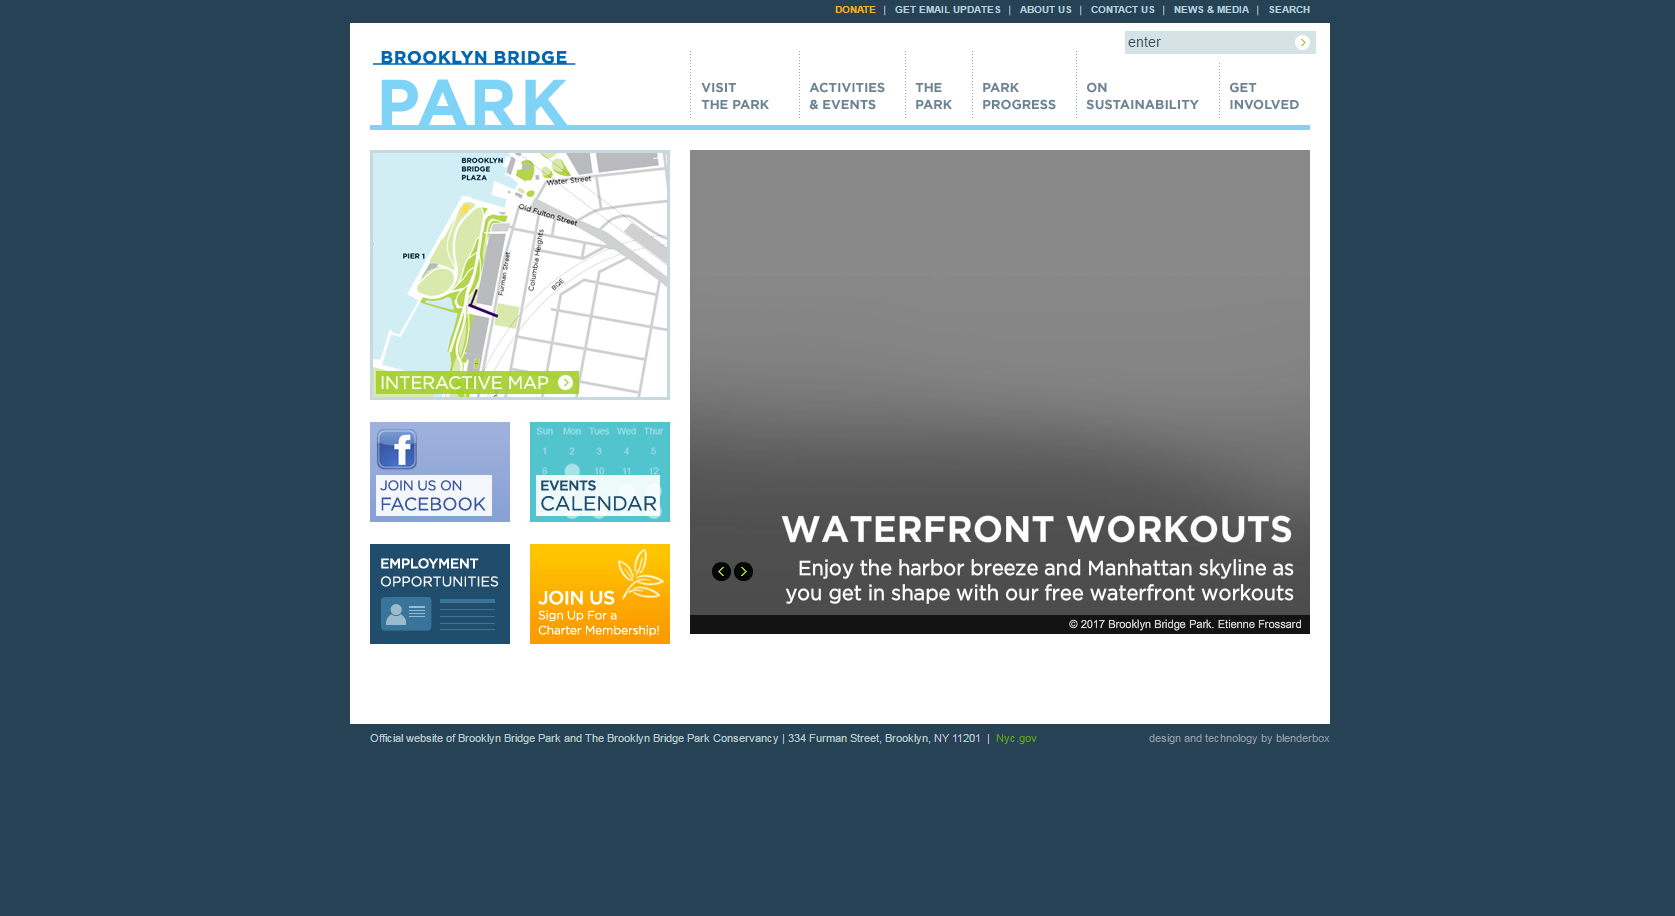 DONATE | GET EMAIL UPDATES | ABOUT US | CONTACT US | NEWS & MEDIA | SEARCH
enter
BROOKLYN BRIDGE
PARK
VISIT
THE PARK
ACTIVITIES
& EVENTS
THE
PARK
PARK
PROGRESS
ON
SUSTAINABILITY
GET
INVOLVED
BROOKLYN
BRIDGE
PLAZA
Water Street
Old Fulton Street
Columbia Heights
Furman Street
BQE
PIER 1
INTERACTIVE MAP
f
JOIN US ON
FACEBOOK
Sun Mon Tues Wed Thur
1 2 3 4 5
8 10 11 12
EVENTS
CALENDAR
EMPLOYMENT
OPPORTUNITIES
JOIN US
Sign Up For a
Charter Membership!
WATERFRONT WORKOUTS
Enjoy the harbor breeze and Manhattan skyline as
you get in shape with our free waterfront workouts
© 2017 Brooklyn Bridge Park. Etienne Frossard
Official website of Brooklyn Bridge Park and The Brooklyn Bridge Park Conservancy | 334 Furman Street, Brooklyn, NY 11201 | Nyc.gov
design and technology by blenderbox